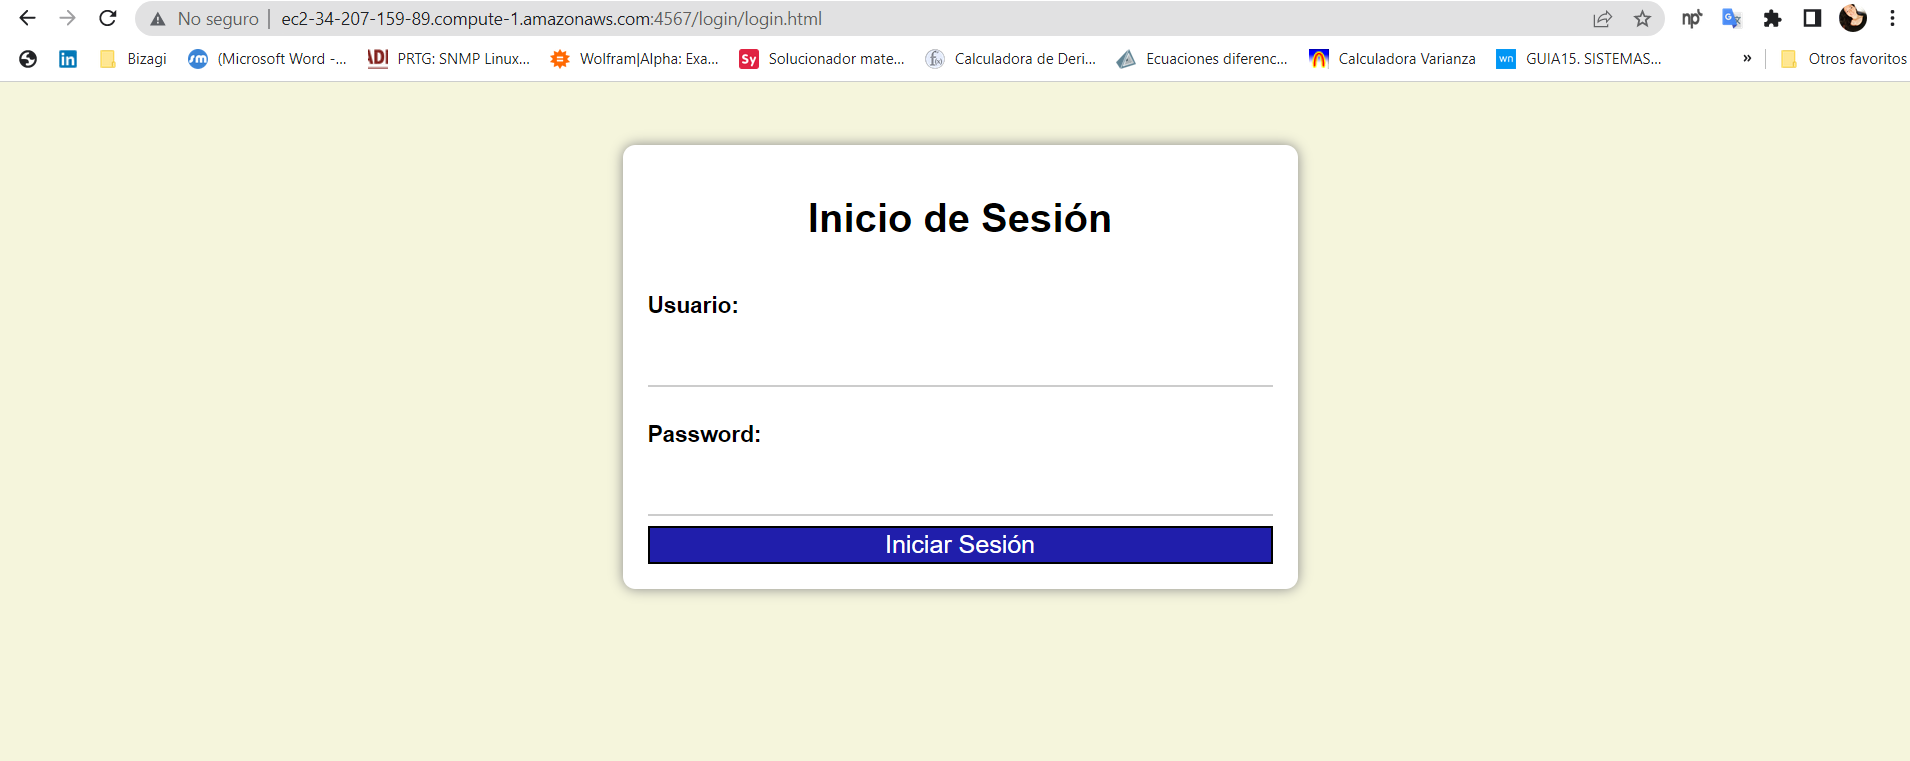 No seguro | ec2-34-207-159-89.compute-1.amazonaws.com:4567/login/login.html
Bizagi (Microsoft Word -... PRTG: SNMP Linux... Wolfram|Alpha: Exa... Sy Solucionador mate... f(x) Calculadora de Deri... Ecuaciones diferenc... Calculadora Varianza wn GUIA15. SISTEMAS... » Otros favoritos
Inicio de Sesión
Usuario:
Password:
Iniciar Sesión